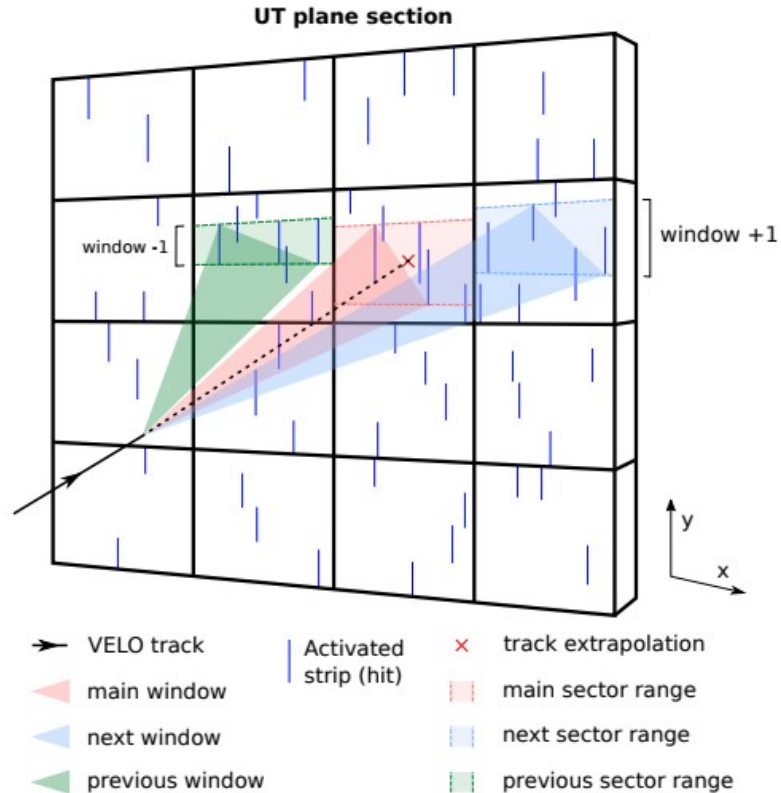 UT plane section
window -1
window +1
y
x
VELO track
Activated
strip (hit)
track extrapolation
main window
main sector range
next window
next sector range
previous window
previous sector range